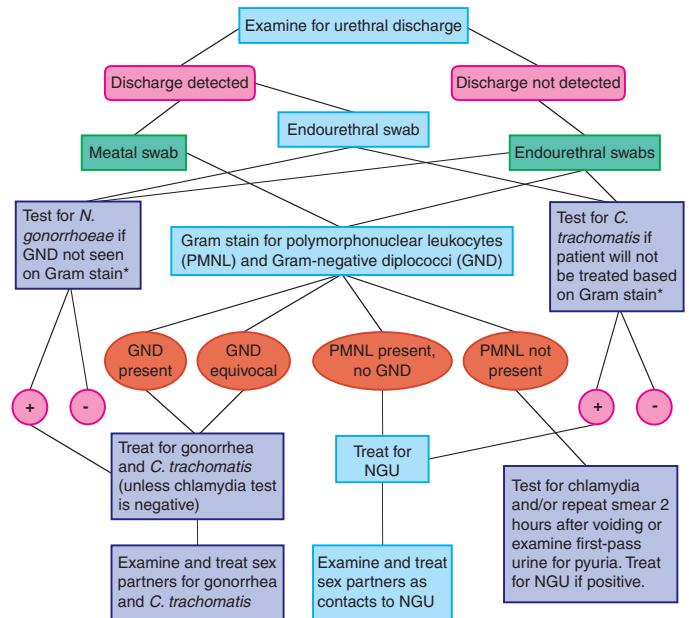 Examine for urethral discharge
Discharge detected
Discharge not detected
Endourethral swab
Meatal swab
Endourethral swabs
Test for N.
gonorrhoeae if
GND not seen
on Gram stain*
Gram stain for polymorphonuclear leukocytes
(PMNL) and Gram-negative diplococci (GND)
Test for C.
trachomatis if
patient will not
be treated based
on Gram stain*
GND
present
GND
equivocal
PMNL present,
no GND
PMNL not
present
+
-
+
-
Treat for gonorrhea
and C. trachomatis
(unless chlamydia test
is negative)
Treat for
NGU
Test for chlamydia
and/or repeat smear 2
hours after voiding or
examine first-pass
urine for pyuria. Treat
for NGU if positive.
Examine and treat sex
partners for gonorrhea
and C. trachomatis
Examine and treat
sex partners as
contacts to NGU